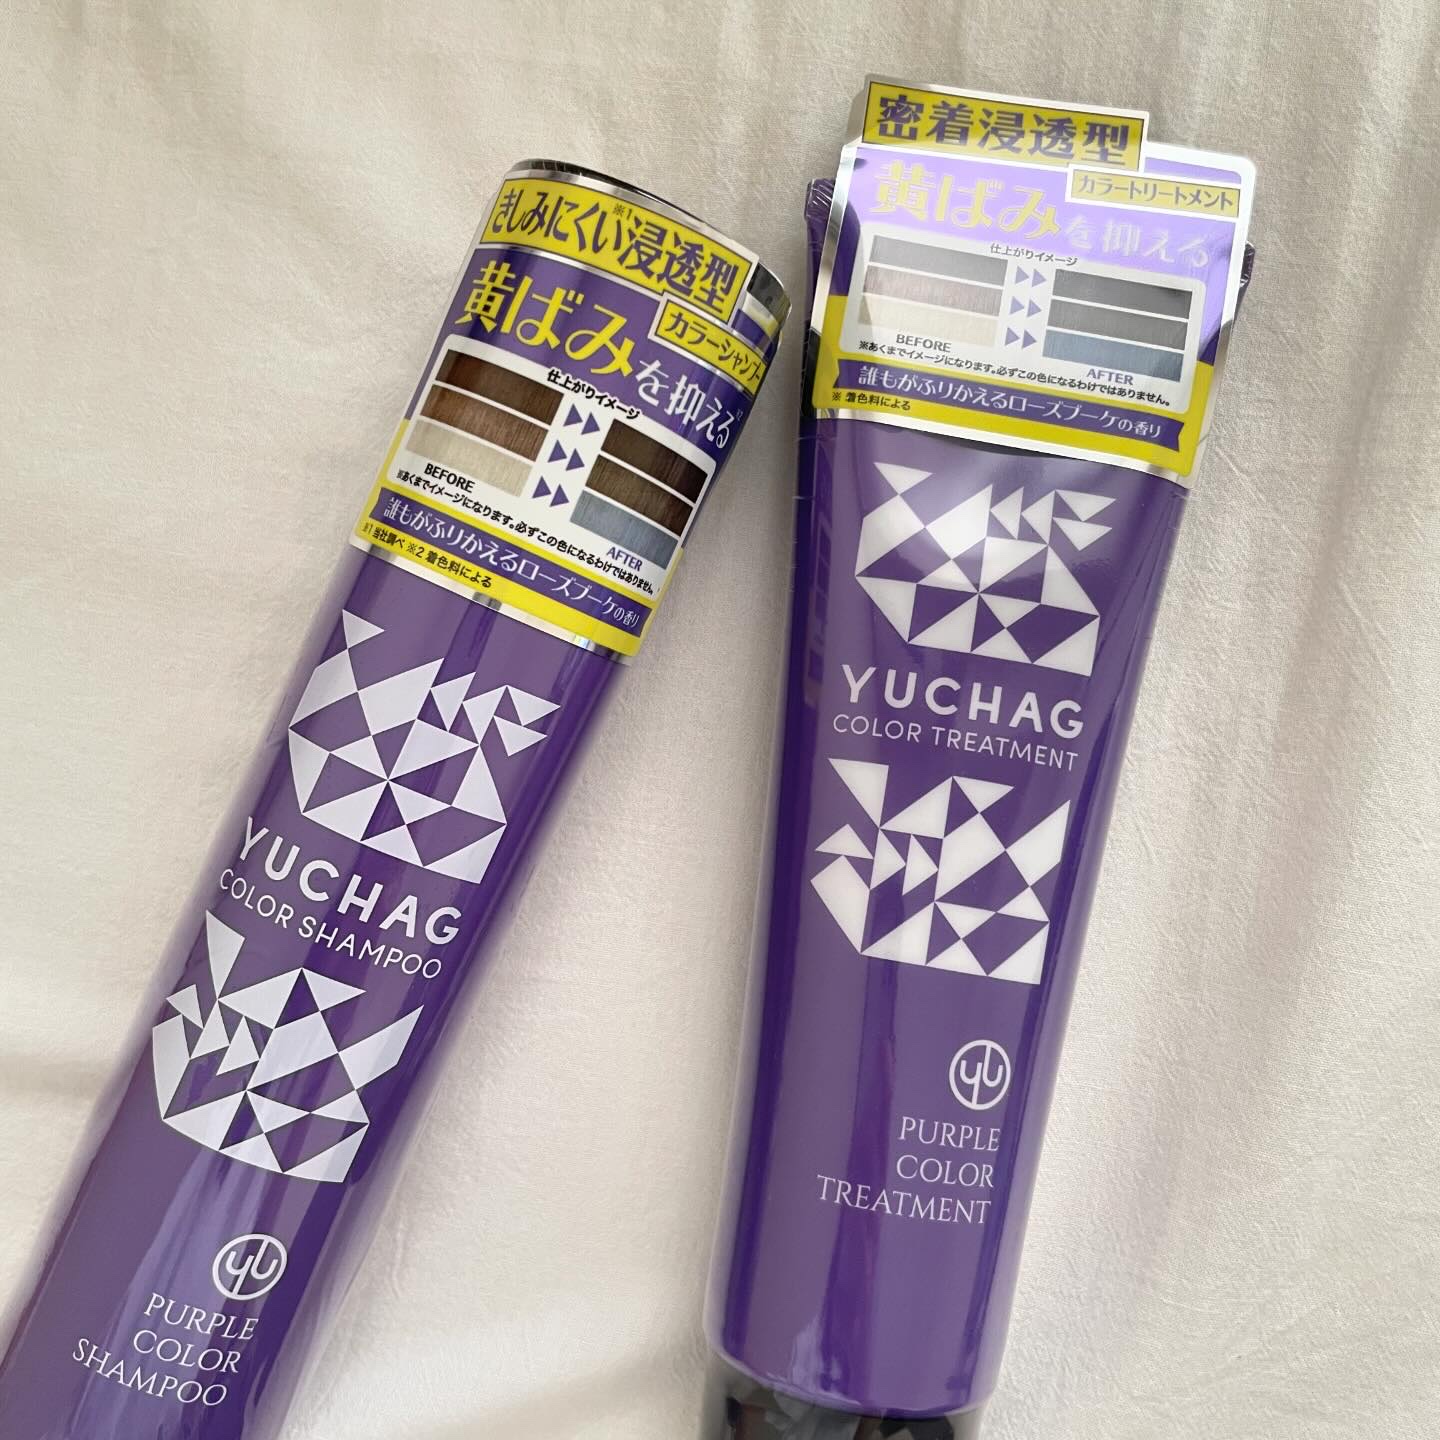 きしみにくい※1浸透型
カラーシャンプー
黄ばみを抑える※2
仕上がりイメージ
BEFORE
AFTER
※あくまでイメージになります。必ずこの色になるわけではありません。
誰もがふりかえるローズブーケの香り
※1 当社調べ ※2 着色料による
YUCHAG
COLOR SHAMPOO
yu
PURPLE
COLOR
SHAMPOO
密着浸透型
カラートリートメント
黄ばみを抑える
仕上がりイメージ
BEFORE
AFTER
※あくまでイメージになります。必ずこの色になるわけではありません。
誰もがふりかえるローズブーケの香り
※ 着色料による
YUCHAG
COLOR TREATMENT
yu
PURPLE
COLOR
TREATMENT